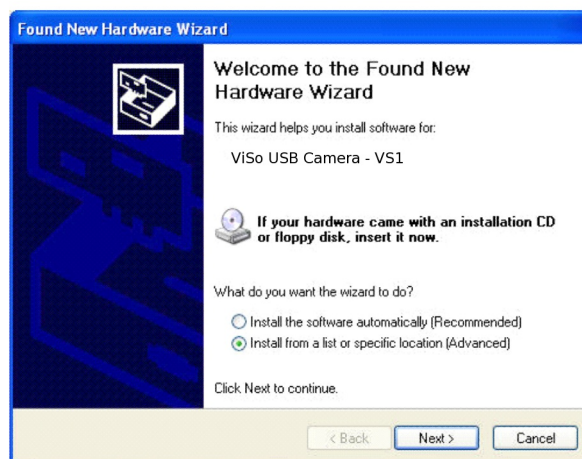 Found New Hardware Wizard
Welcome to the Found New
Hardware Wizard
This wizard helps you install software for:
ViSo USB Camera - VS1
If your hardware came with an installation CD
or floppy disk, insert it now.
What do you want the wizard to do?
Install the software automatically (Recommended)
Install from a list or specific location (Advanced)
Click Next to continue.
< Back Next > Cancel